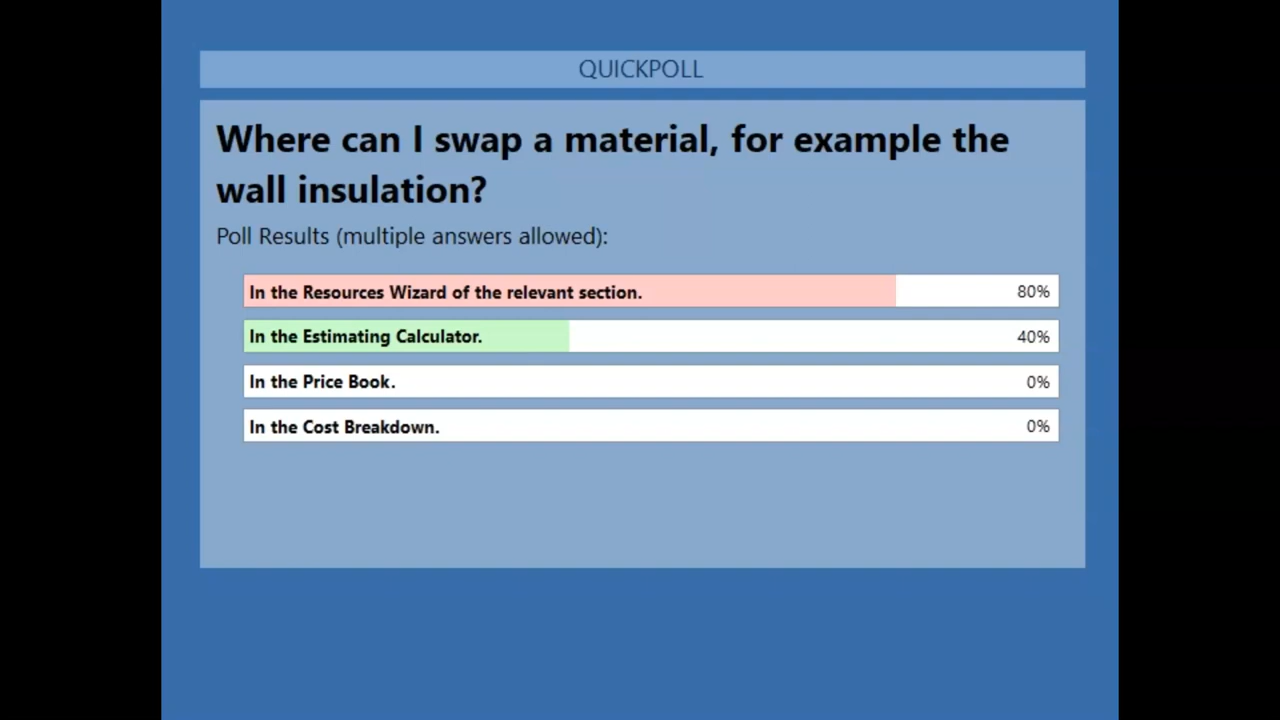 QUICKPOLL
Where can I swap a material, for example the
wall insulation?
Poll Results (multiple answers allowed):
In the Resources Wizard of the relevant section. 80%
In the Estimating Calculator. 40%
In the Price Book. 0%
In the Cost Breakdown. 0%